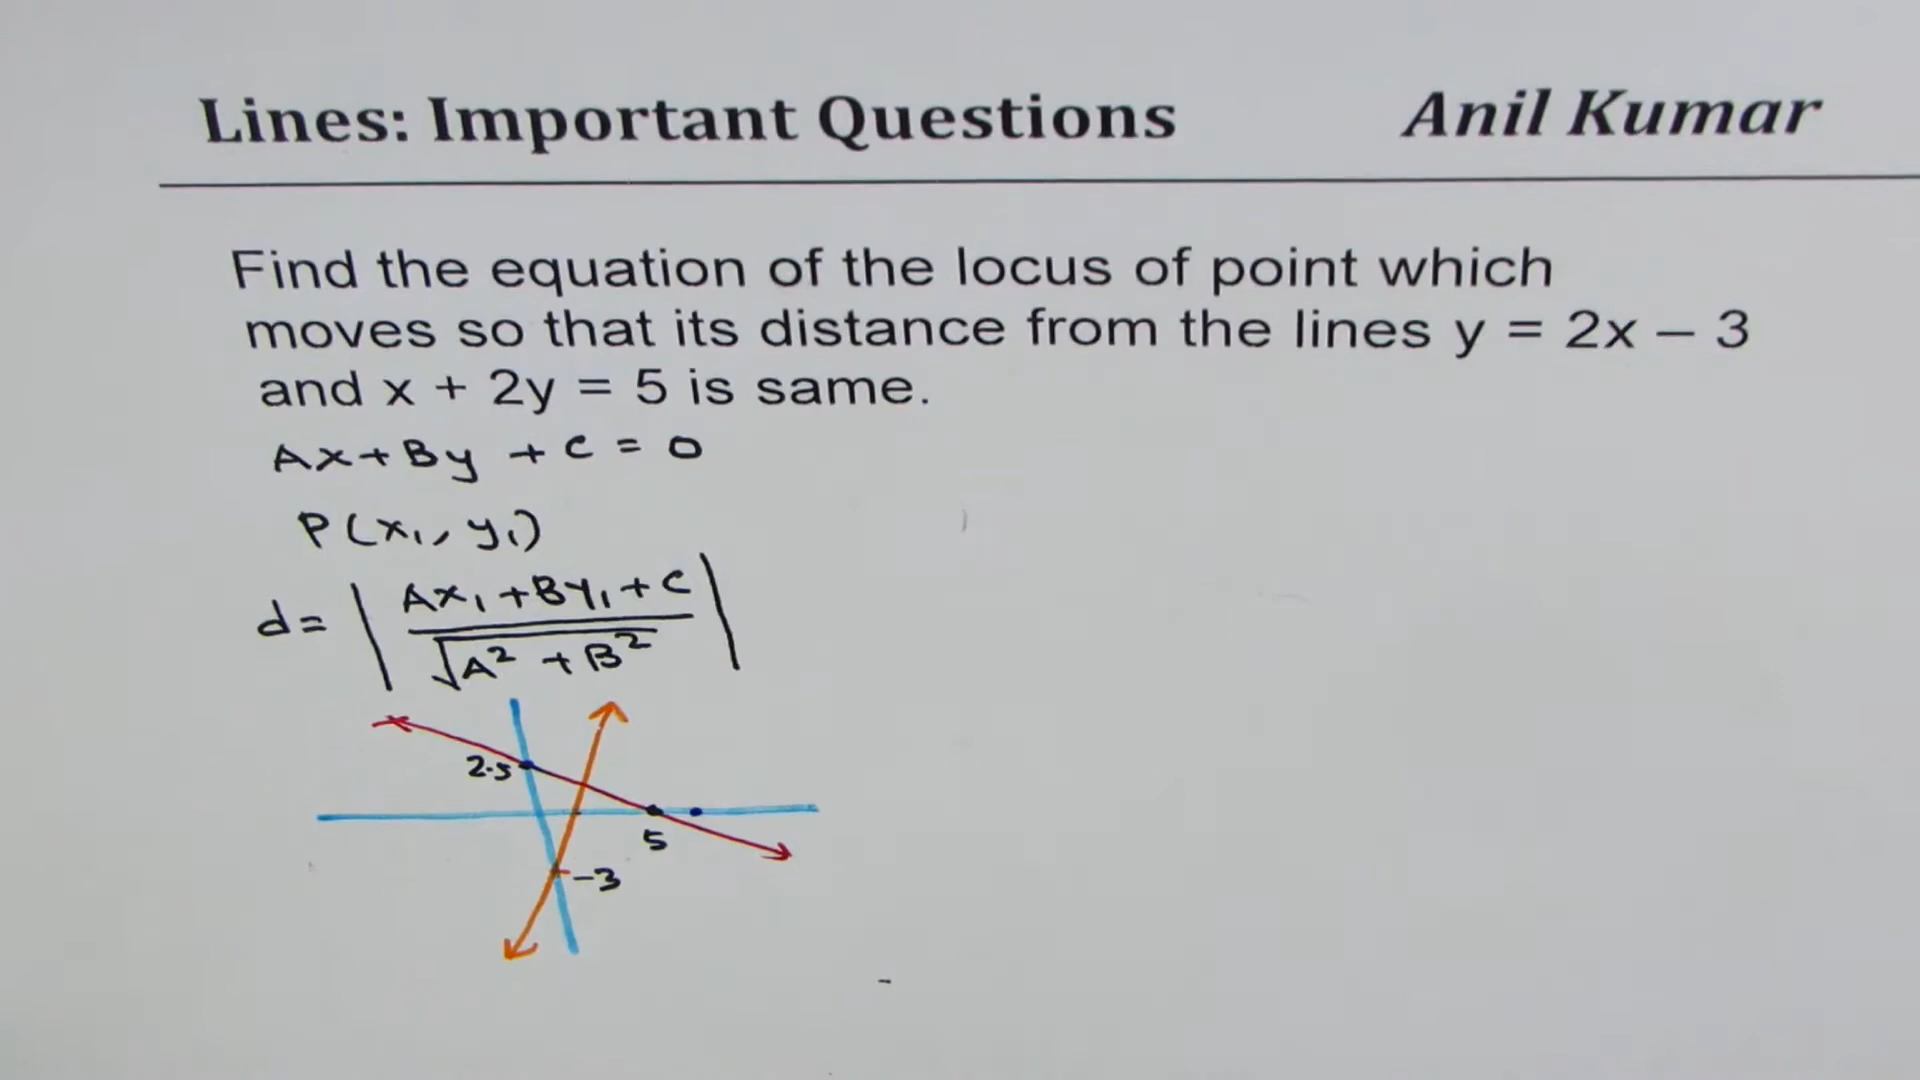 Lines: Important Questions
Anil Kumar
Find the equation of the locus of point which
moves so that its distance from the lines y = 2x – 3
and x + 2y = 5 is same.
Ax + By + C = 0
P(x₁, y₁)
d = | Ax₁ + By₁ + C / √A² + B² |
2.5
5
-3